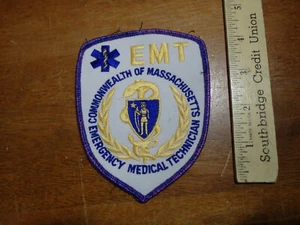 EMT
COMMONWEALTH OF MASSACHUSETTS
EMERGENCY MEDICAL TECHNICIAN
Southbridge Credit Union